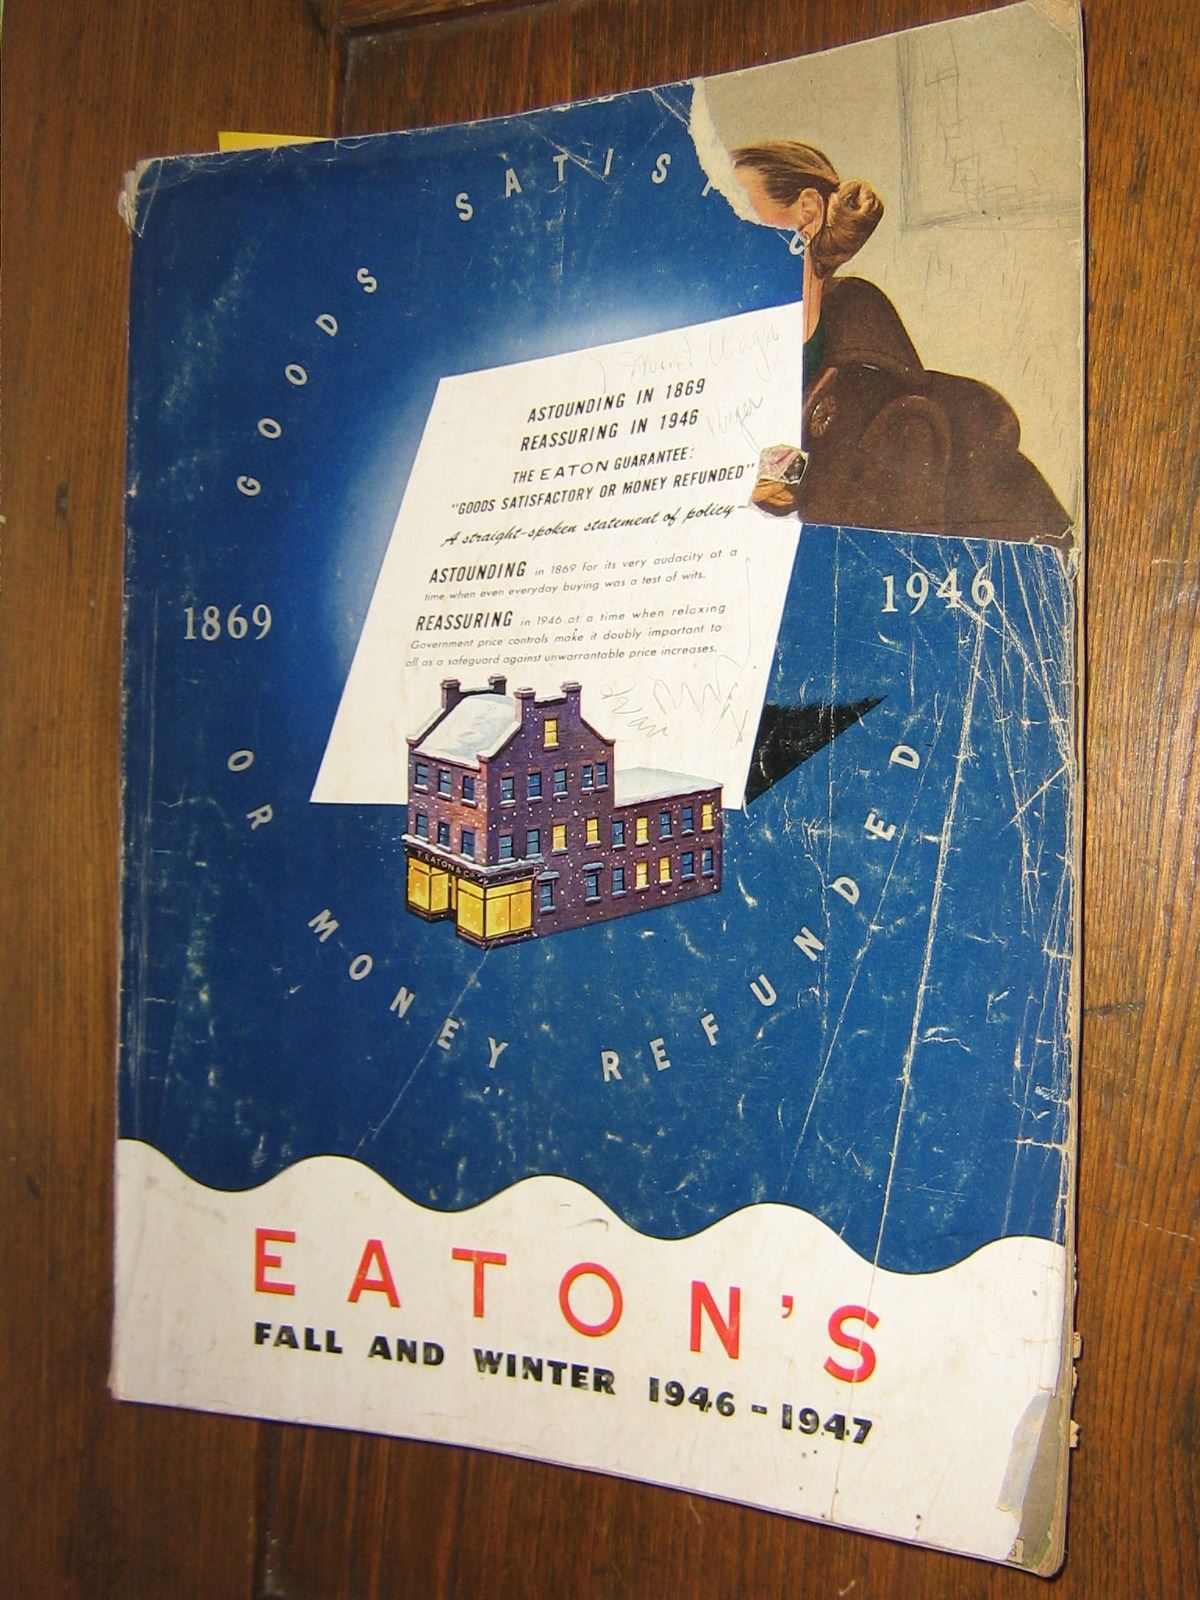 GOODS SATISF
ASTOUNDING IN 1869
REASSURING IN 1946
THE EATON GUARANTEE:
"GOODS SATISFACTORY OR MONEY REFUNDED"
A straight-spoken statement of policy—
ASTOUNDING in 1869 for its very audacity at a
time when even everyday buying was a test of wits.
REASSURING in 1946 at a time when relaxing
Government price controls make it doubly important to
all as a safeguard against unwarrantable price increases.
1869
1946
T. EATON & CO
OR MONEY REFUNDED
EATON'S
FALL AND WINTER 1946-1947